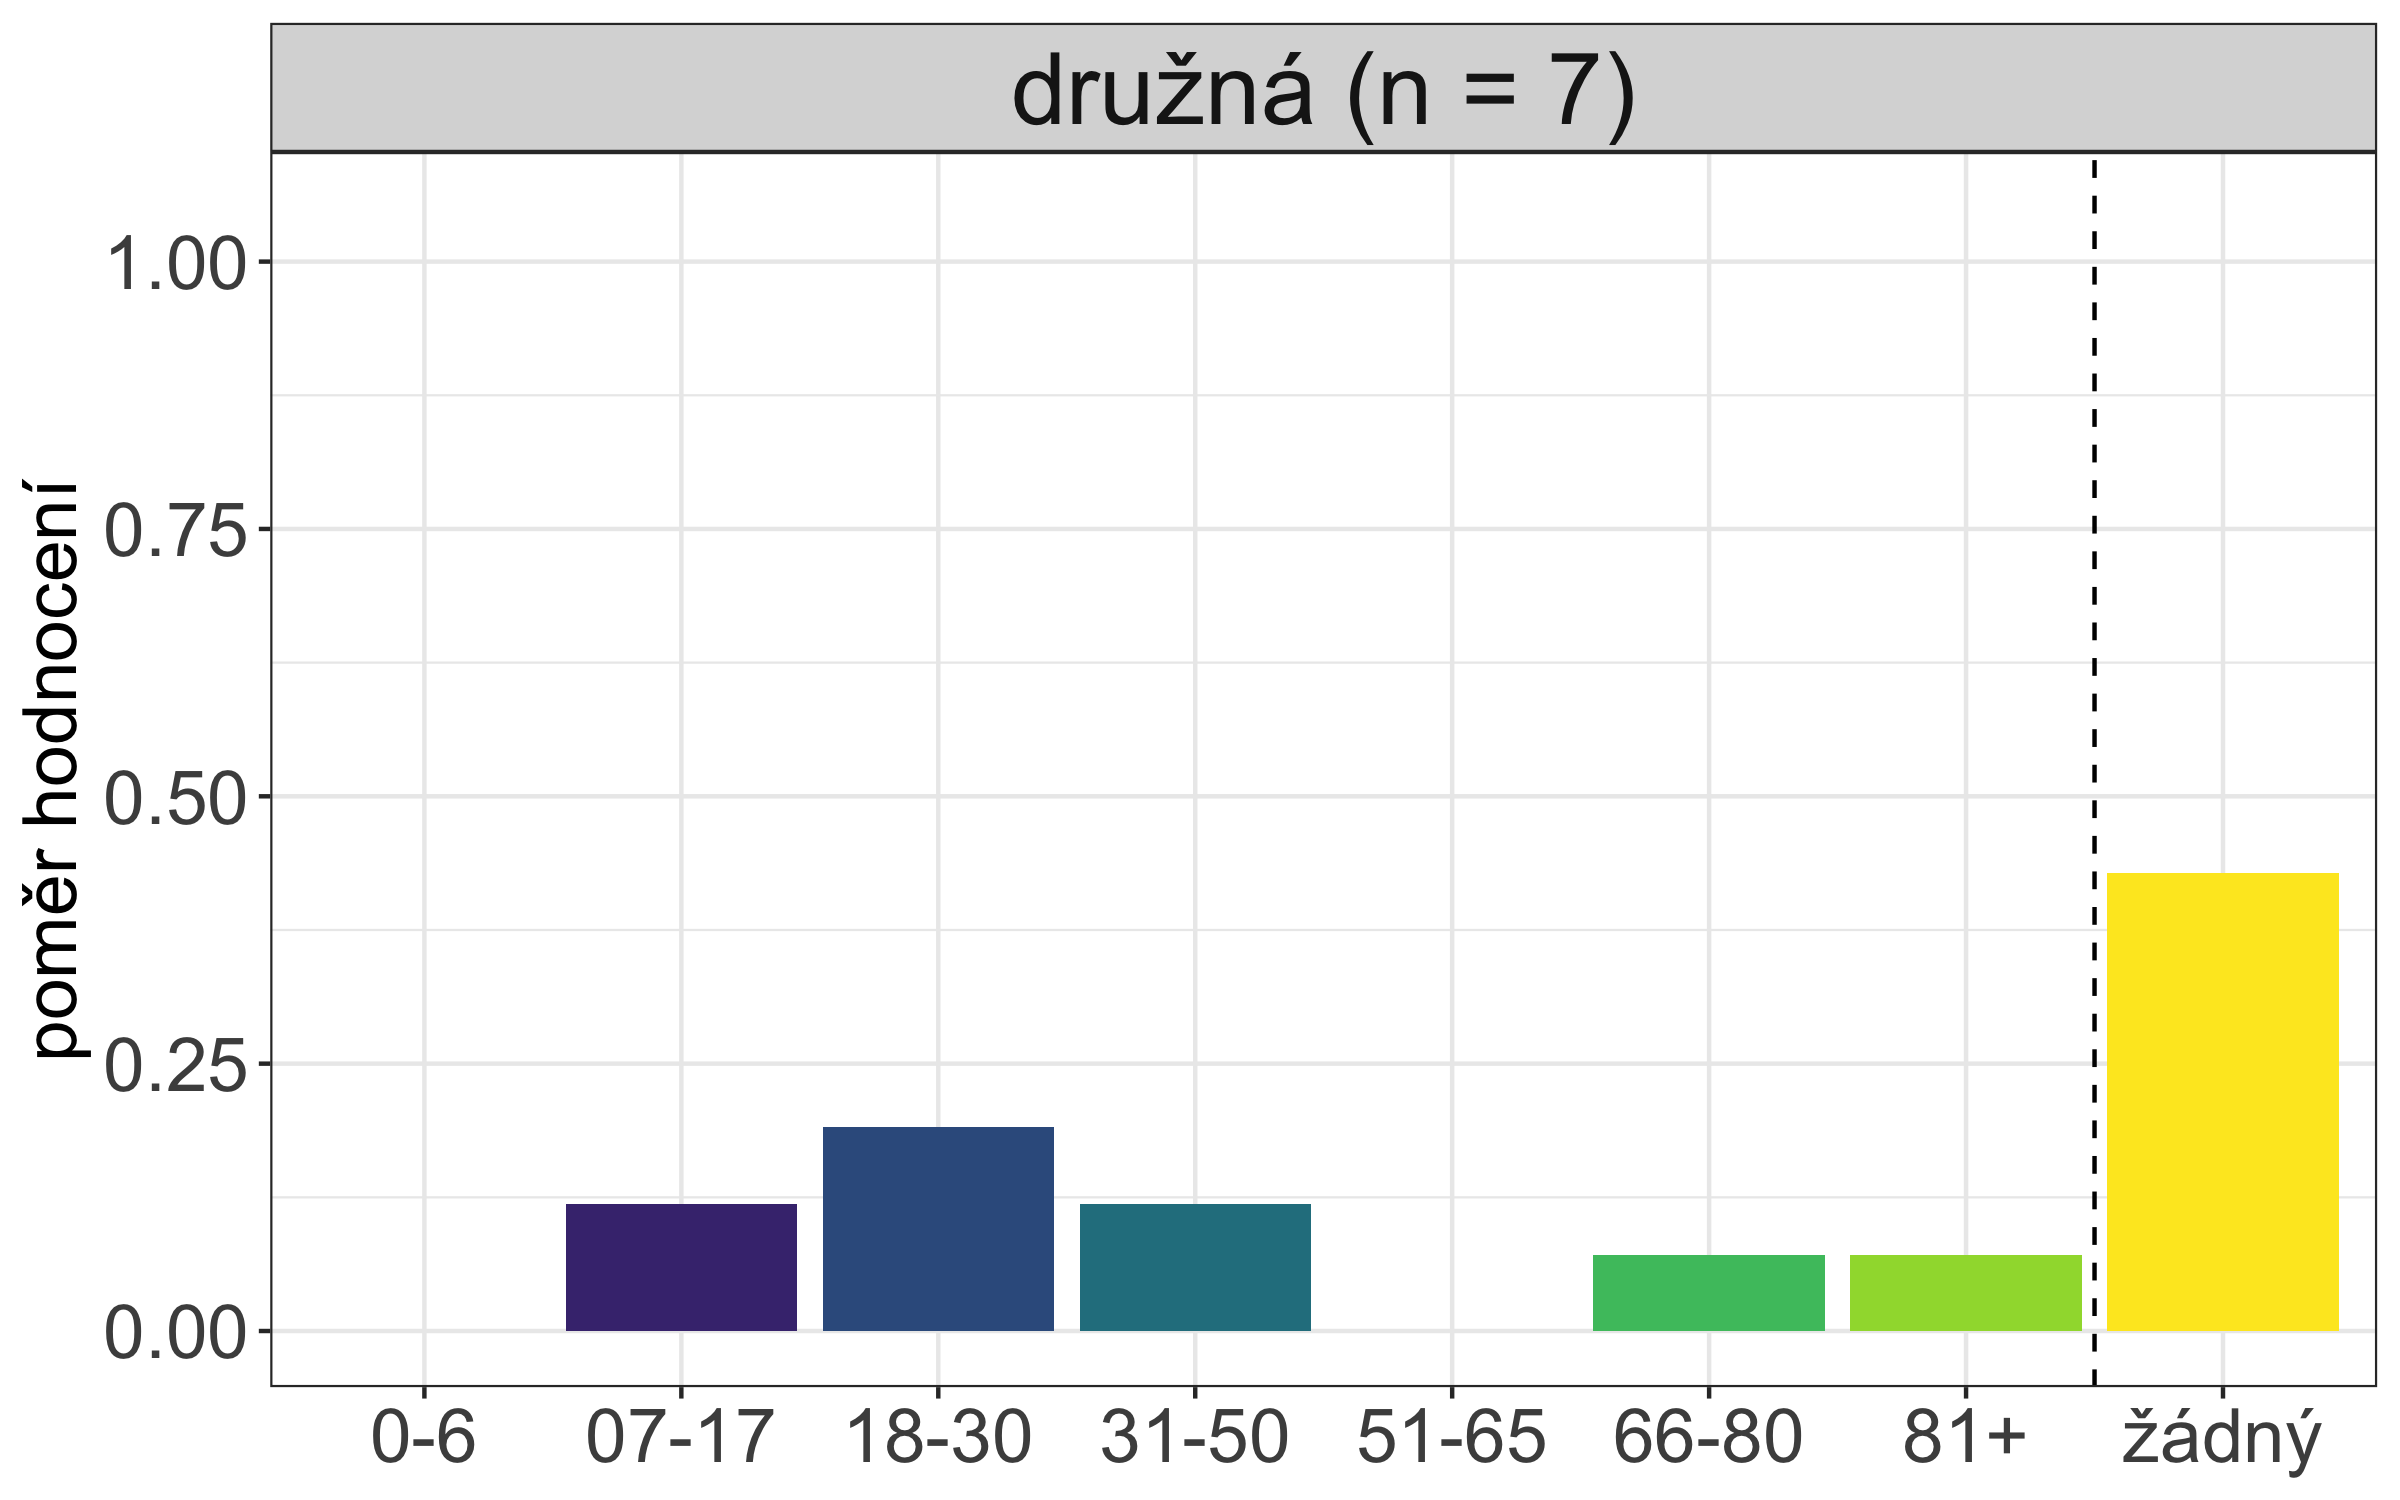 družná (n = 7)
poměr hodnocení
1.00
0.75
0.50
0.25
0.00
0-6 07-17 18-30 31-50 51-65 66-80 81+ žádný